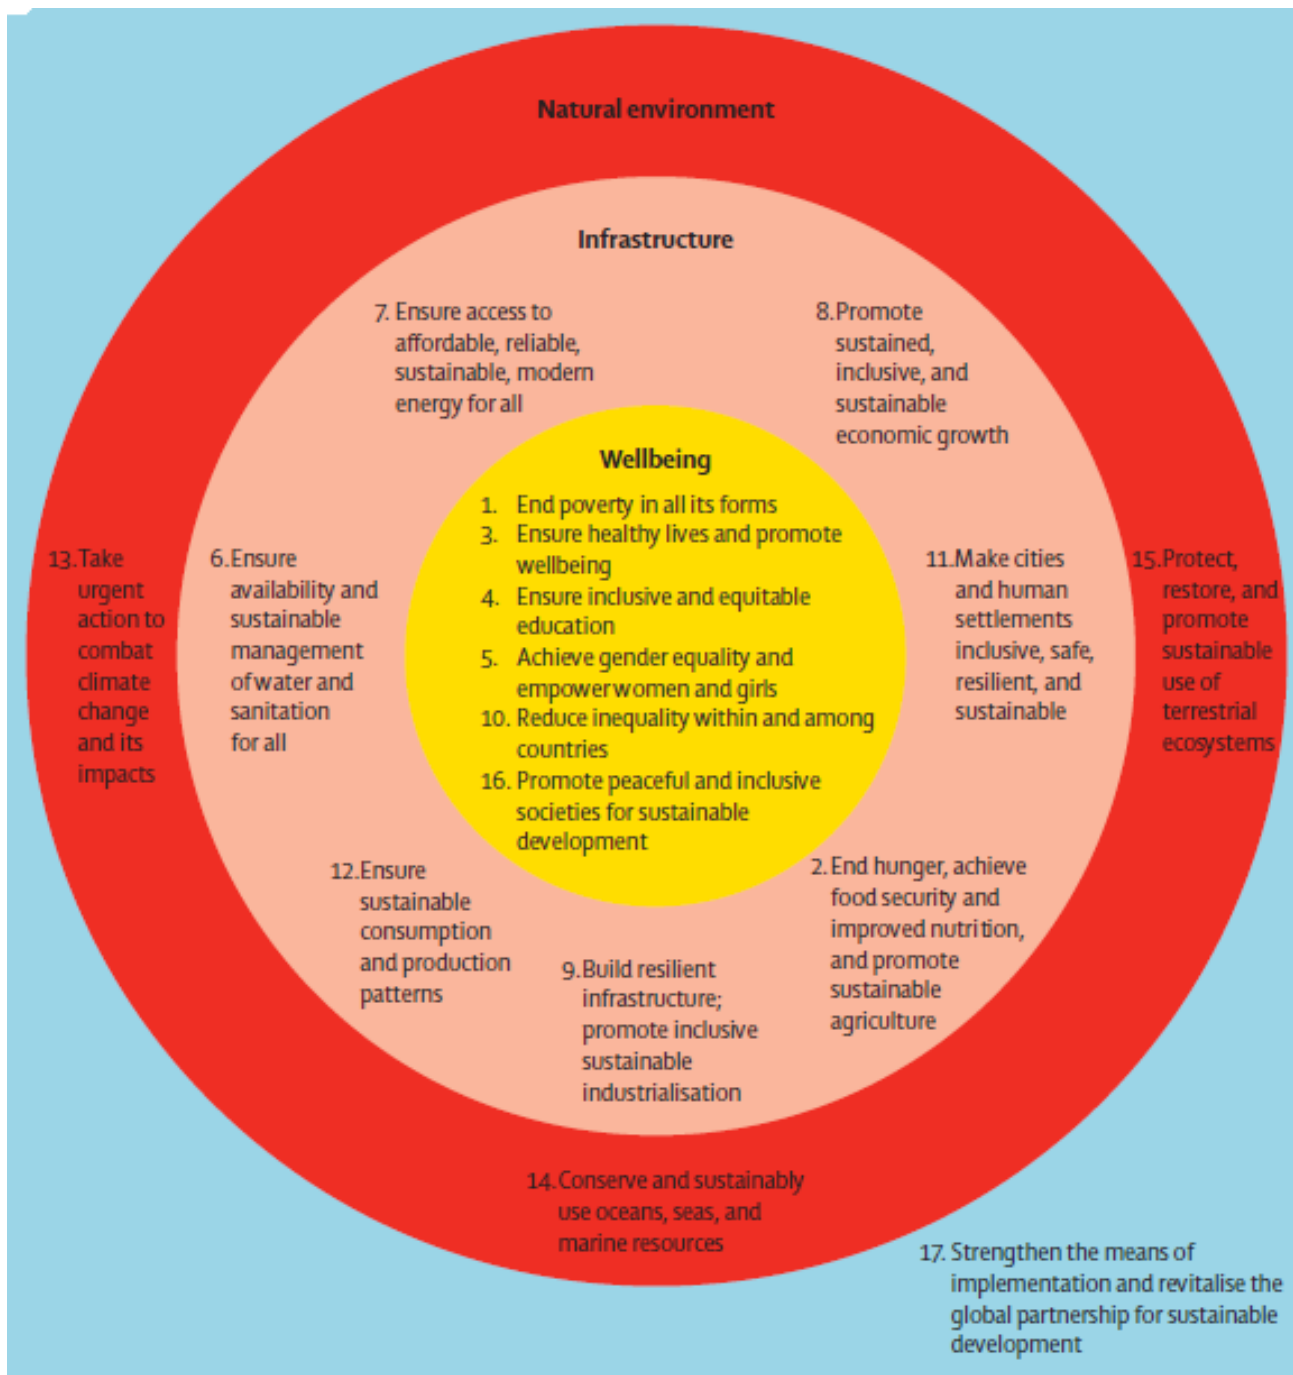 Natural environment
Infrastructure
7. Ensure access to
affordable, reliable,
sustainable, modern
energy for all
8. Promote
sustained,
inclusive, and
sustainable
economic growth
Wellbeing
1. End poverty in all its forms
3. Ensure healthy lives and promote
wellbeing
4. Ensure inclusive and equitable
education
5. Achieve gender equality and
empower women and girls
10. Reduce inequality within and among
countries
16. Promote peaceful and inclusive
societies for sustainable
development
13. Take
urgent
action to
combat
climate
change
and its
impacts
6. Ensure
availability and
sustainable
management
of water and
sanitation
for all
11. Make cities
and human
settlements
inclusive, safe,
resilient, and
sustainable
15. Protect,
restore, and
promote
sustainable
use of
terrestrial
ecosystems
12. Ensure
sustainable
consumption
and production
patterns
9. Build resilient
infrastructure;
promote inclusive
sustainable
industrialisation
2. End hunger, achieve
food security and
improved nutrition,
and promote
sustainable
agriculture
14. Conserve and sustainably
use oceans, seas, and
marine resources
17. Strengthen the means of
implementation and revitalise the
global partnership for sustainable
development